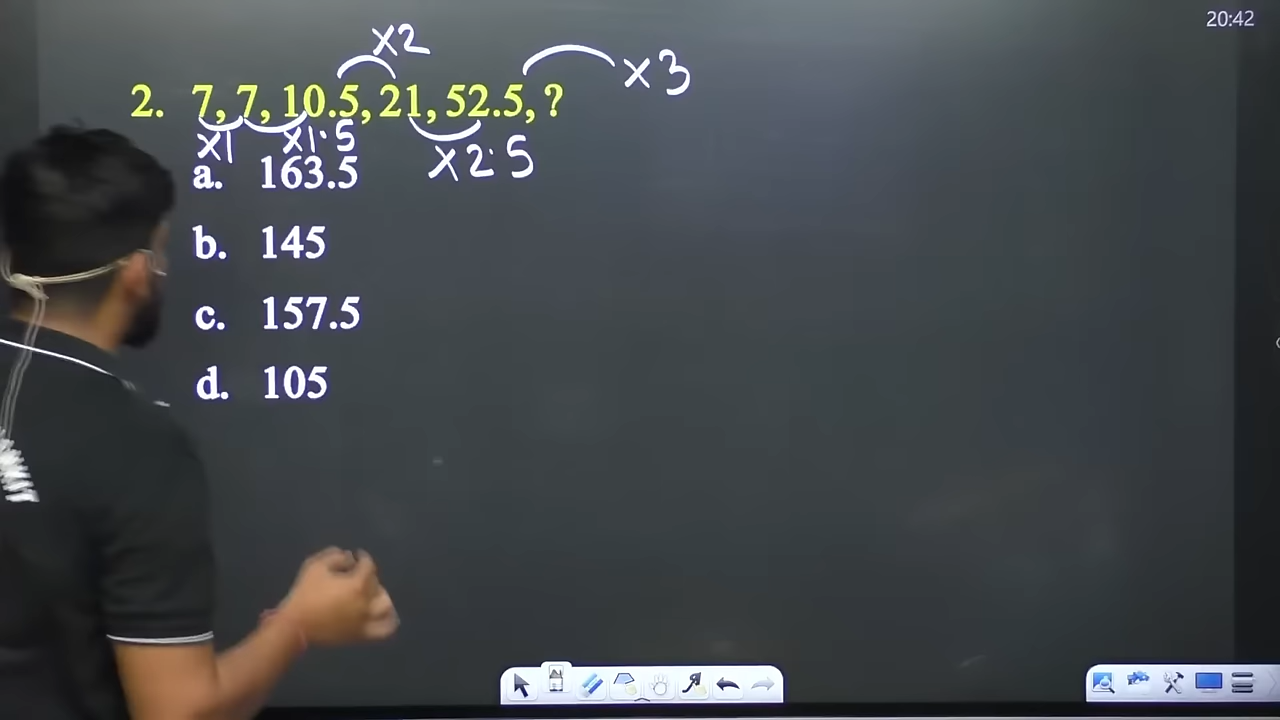 20:42
×2
×3
2. 7, 7, 10.5, 21, 52.5, ?
×1 ×1.5 ×2.5
a. 163.5
b. 145
c. 157.5
d. 105